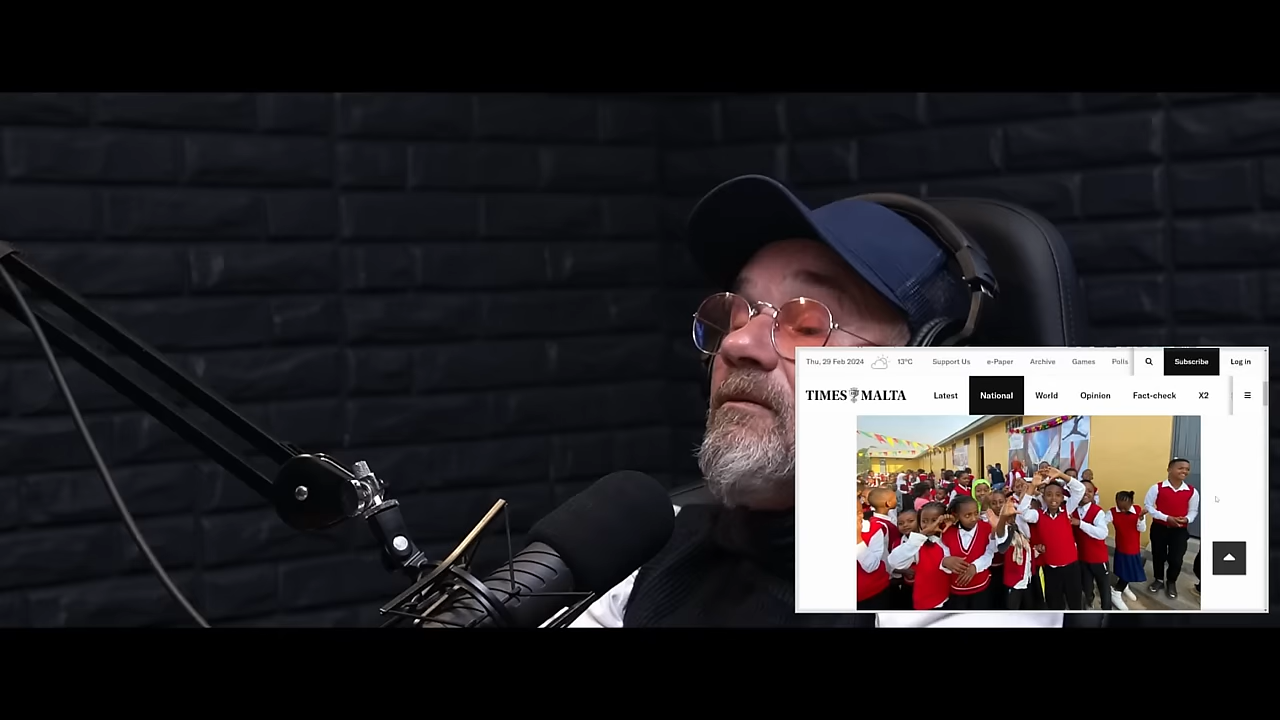 Thu, 29 Feb 2024 13°C Support Us e-Paper Archive Games Polls Subscribe Log in
TIMES MALTA Latest National World Opinion Fact-check X2